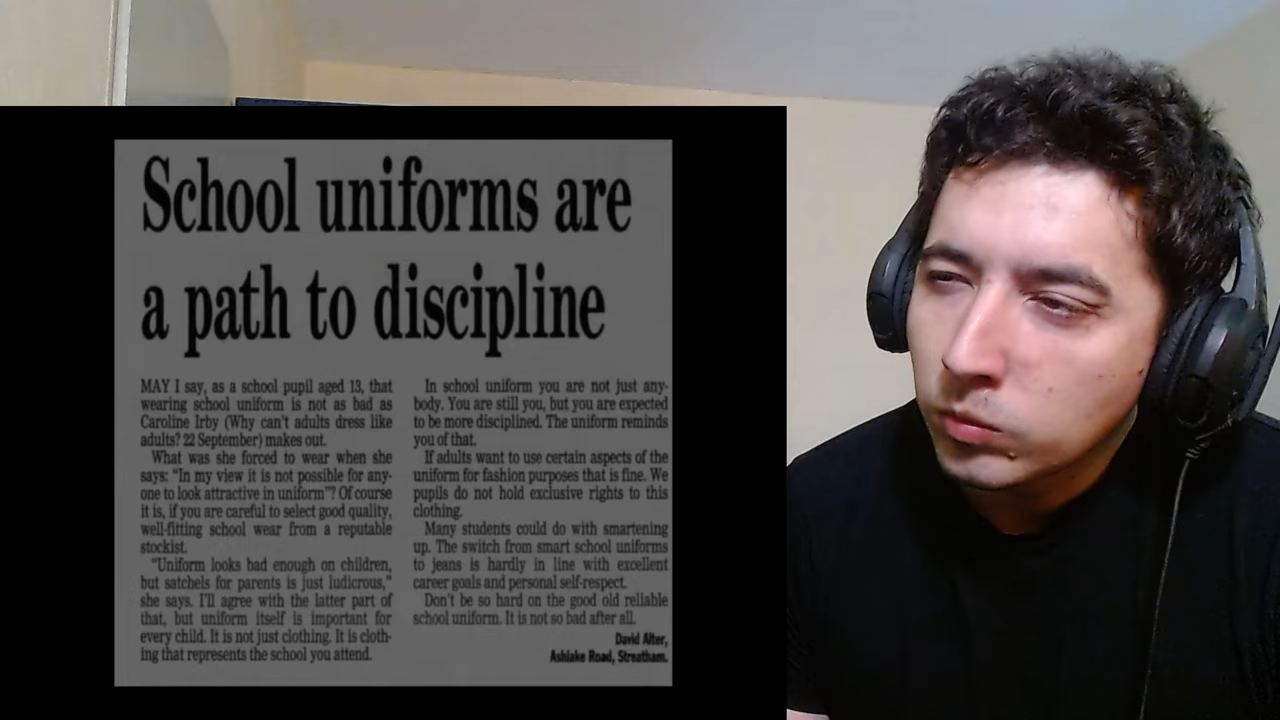 School uniforms are
a path to discipline
MAY I say, as a school pupil aged 13, that
wearing school uniform is not as bad as
Caroline Irby (Why can't adults dress like
adults? 22 September) makes out.
What was she forced to wear when she
says: "In my view it is not possible for any-
one to look attractive in uniform"? Of course
it is, if you are careful to select good quality,
well-fitting school wear from a reputable
stockist.
"Uniform looks bad enough on children,
but satchels for parents is just ludicrous,"
she says. I'll agree with the latter part of
that, but uniform itself is important for
every child. It is not just clothing. It is cloth-
ing that represents the school you attend.
In school uniform you are not just any-
body. You are still you, but you are expected
to be more disciplined. The uniform reminds
you of that.
If adults want to use certain aspects of the
uniform for fashion purposes that is fine. We
pupils do not hold exclusive rights to this
clothing.
Many students could do with smartening
up. The switch from smart school uniforms
to jeans is hardly in line with excellent
career goals and personal self-respect.
Don't be so hard on the good old reliable
school uniform. It is not so bad after all.
David Alter,
Ashlake Road, Streatham.